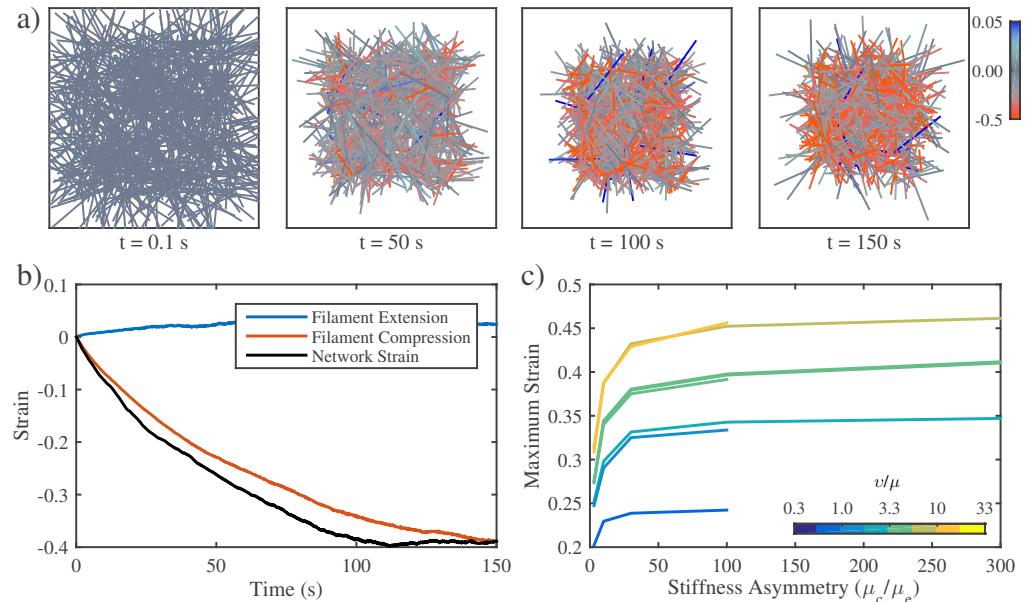 a)
0.05
0.00
-0.5
t = 0.1 s
t = 50 s
t = 100 s
t = 150 s
b)
0.1
0
-0.1
-0.2
-0.3
-0.4
Strain
Filament Extension
Filament Compression
Network Strain
0
50
100
150
Time (s)
c)
0.5
0.45
0.4
0.35
0.3
0.25
0.2
Maximum Strain
υ/μ
0.3
1.0
3.3
10
33
0
50
100
150
200
250
300
Stiffness Asymmetry (μc/μe)